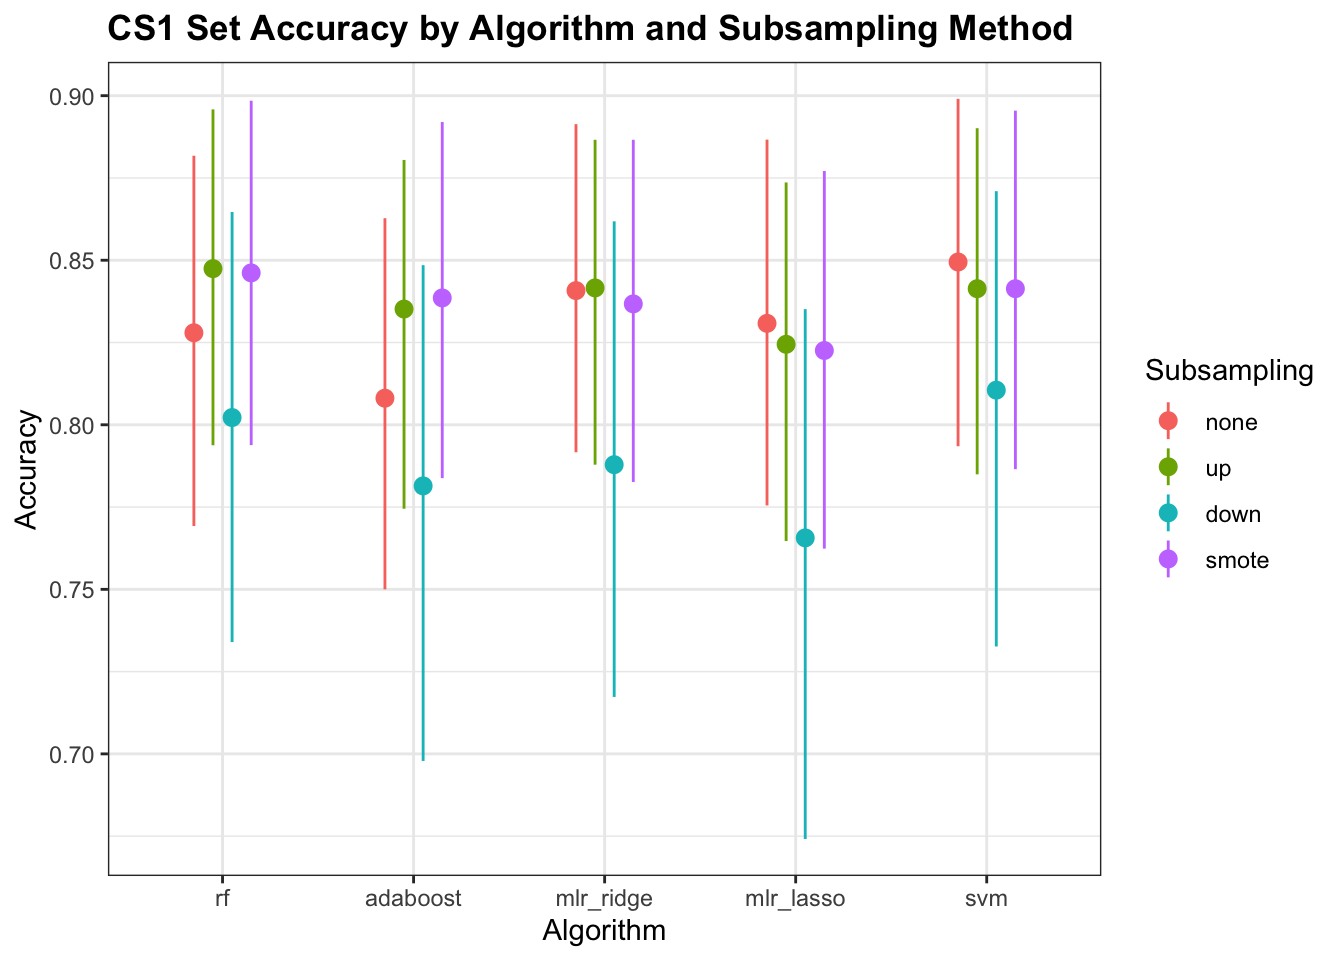 CS1 Set Accuracy by Algorithm and Subsampling Method
0.90
0.85
0.80
0.75
0.70
Accuracy
rf adaboost mlr_ridge mlr_lasso svm
Algorithm
Subsampling
none
up
down
smote